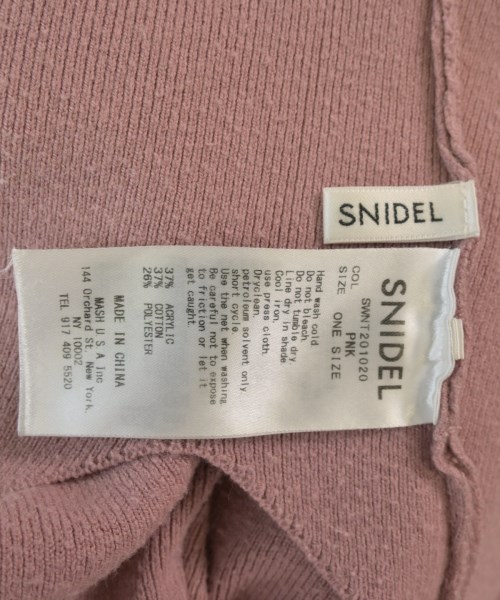 SNIDEL
SNIDEL
COL SWNT201020
PNK
SIZE ONE SIZE
Hand wash cold
Do not bleach
Do not tumble dry
Line dry in shade
Cool iron.
use press cloth
Dryclean.
petroleum solvent only
short cycle.
Use the net when washing
Be careful not to expose
to friction or let it
get caught.
37% ACRYLIC
37% COTTON
26% POLYESTER
MADE IN CHINA
MASH U S A Inc
144 Orchard St. New York.
NY 10002
TEL 917 409 5520